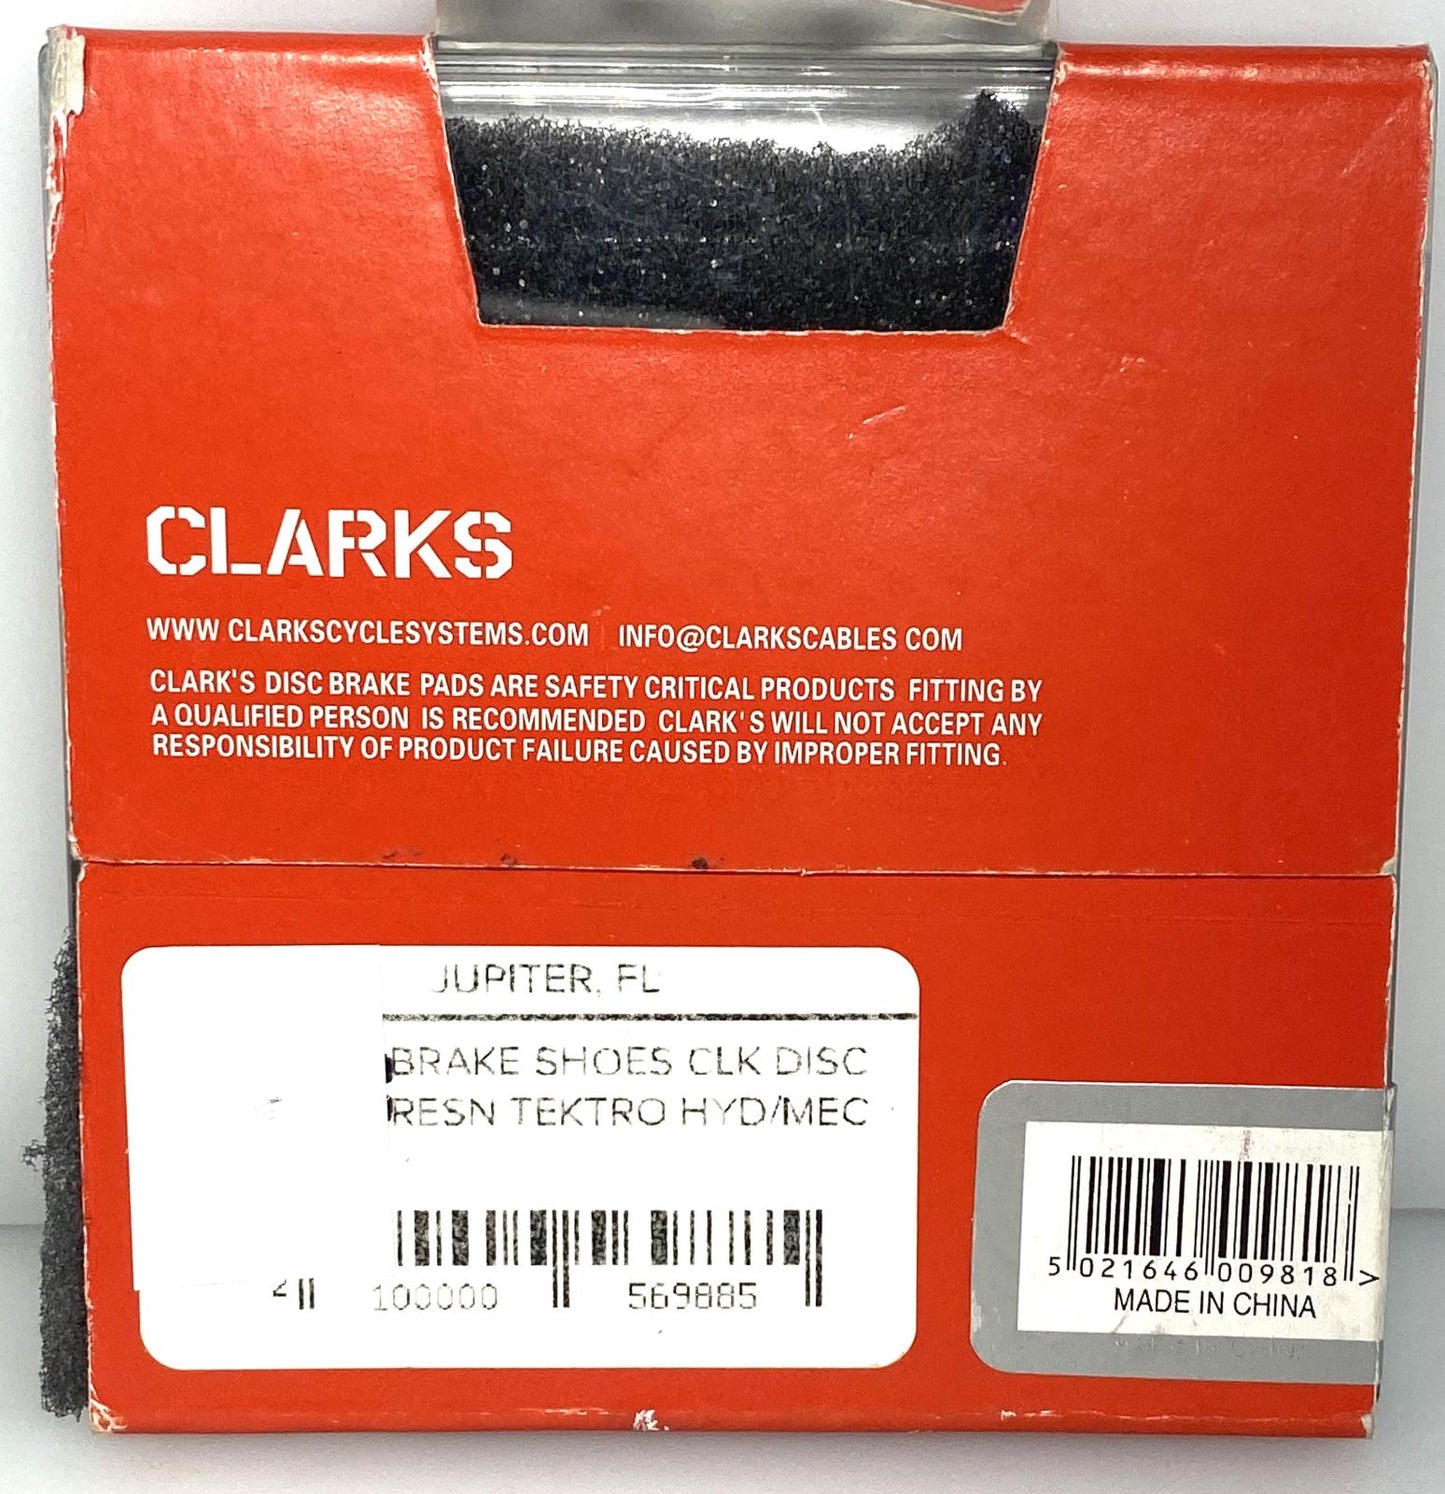 CLARKS
WWW CLARKSCYCLESYSTEMS.COM INFO@CLARKSCABLES COM
CLARK'S DISC BRAKE PADS ARE SAFETY CRITICAL PRODUCTS FITTING BY
A QUALIFIED PERSON IS RECOMMENDED CLARK'S WILL NOT ACCEPT ANY
RESPONSIBILITY OF PRODUCT FAILURE CAUSED BY IMPROPER FITTING.
JUPITER, FL
BRAKE SHOES CLK DISC
RESN TEKTRO HYD/MEC
100000 569885
5 021646 009818 >
MADE IN CHINA